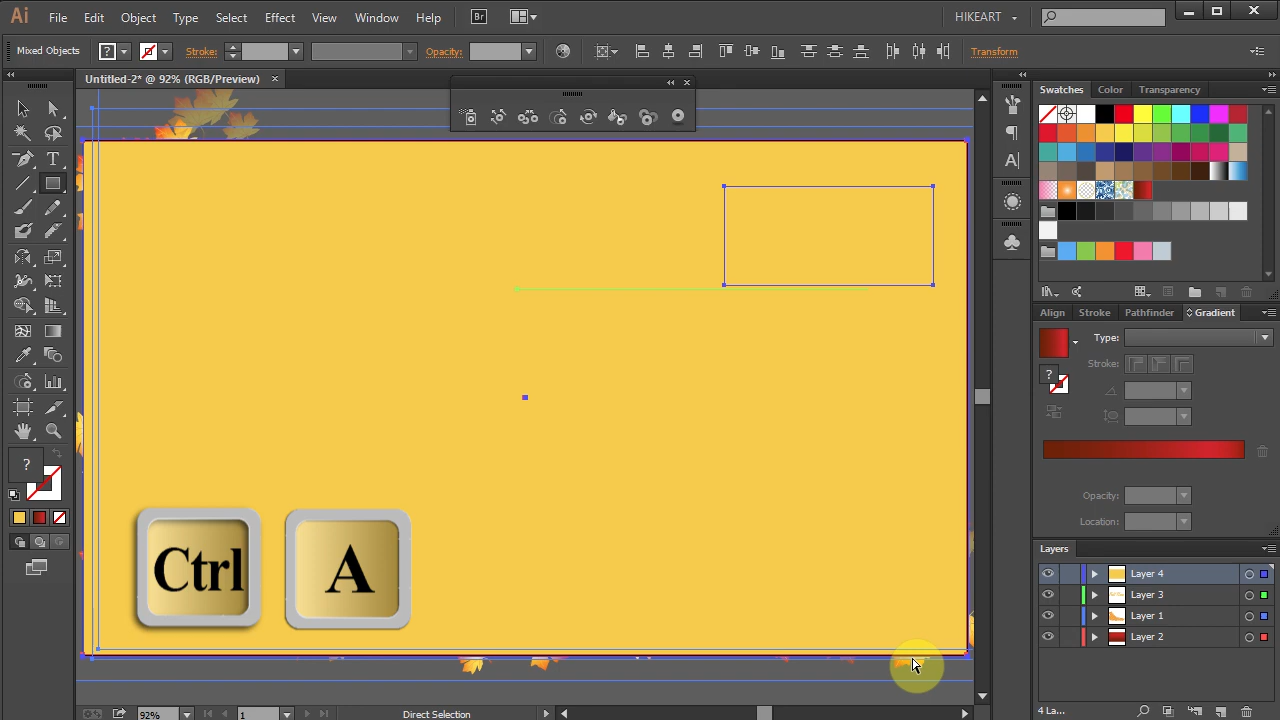 Ai File Edit Object Type Select Effect View Window Help Br HIKEART
Mixed Objects ? Stroke: Opacity: Transform
Untitled-2* @ 92% (RGB/Preview) ×
Swatches Color Transparency
Align Stroke Pathfinder Gradient
Type:
Stroke:
?
Opacity:
Location:
?
Ctrl A
Layers
Layer 4
Layer 3
Layer 1
Layer 2
4 La...
92% 1 Direct Selection